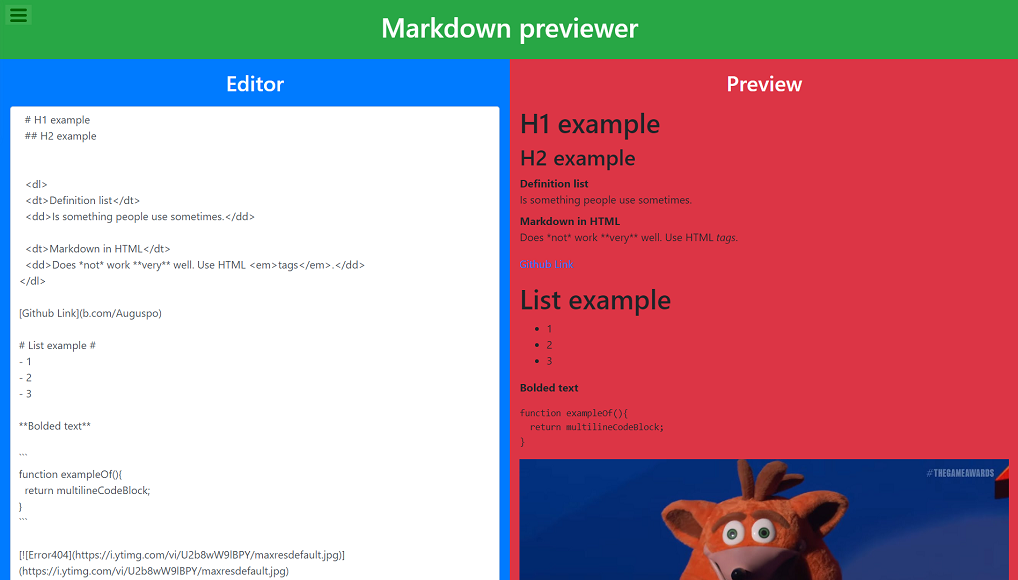 Markdown previewer
Editor
# H1 example
## H2 example
<dl>
<dt>Definition list</dt>
<dd>Is something people use sometimes.</dd>
<dt>Markdown in HTML</dt>
<dd>Does *not* work **very** well. Use HTML <em>tags</em>.</dd>
</dl>
[Github Link](b.com/Auguspo)
# List example #
- 1
- 2
- 3
**Bolded text**
```
function exampleOf(){
return multilineCodeBlock;
}
```
[![Error404](https://i.ytimg.com/vi/U2b8wW9lBPY/maxresdefault.jpg)]
(https://i.ytimg.com/vi/U2b8wW9lBPY/maxresdefault.jpg)
Preview
H1 example
H2 example
Definition list
Is something people use sometimes.
Markdown in HTML
Does *not* work **very** well. Use HTML tags.
Github Link
List example
• 1
• 2
• 3
Bolded text
function exampleOf(){
return multilineCodeBlock;
}
#THEGAMEAWARDS